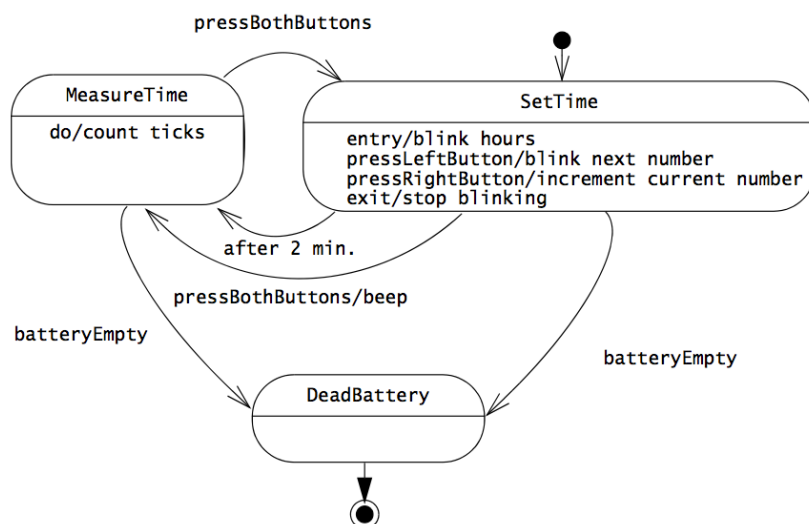 pressBothButtons
MeasureTime
do/count ticks
SetTime
entry/blink hours
pressLeftButton/blink next number
pressRightButton/increment current number
exit/stop blinking
after 2 min.
pressBothButtons/beep
batteryEmpty
batteryEmpty
DeadBattery